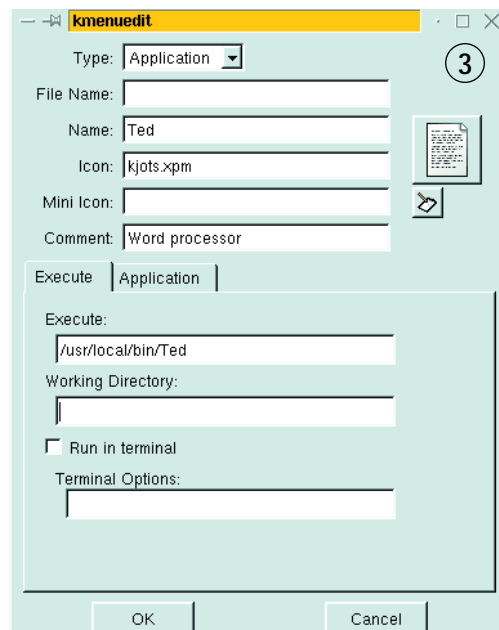 kmenuedit
3
Type: Application
File Name:
Name: Ted
Icon: kjots.xpm
Mini Icon:
Comment: Word processor
Execute Application
Execute:
/usr/local/bin/Ted
Working Directory:
Run in terminal
Terminal Options:
OK Cancel